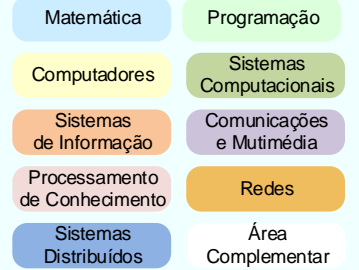 Matemática
Programação
Computadores
Sistemas
Computacionais
Sistemas
de Informação
Comunicações
e Mutimédia
Processamento
de Conhecimento
Redes
Sistemas
Distribuídos
Área
Complementar